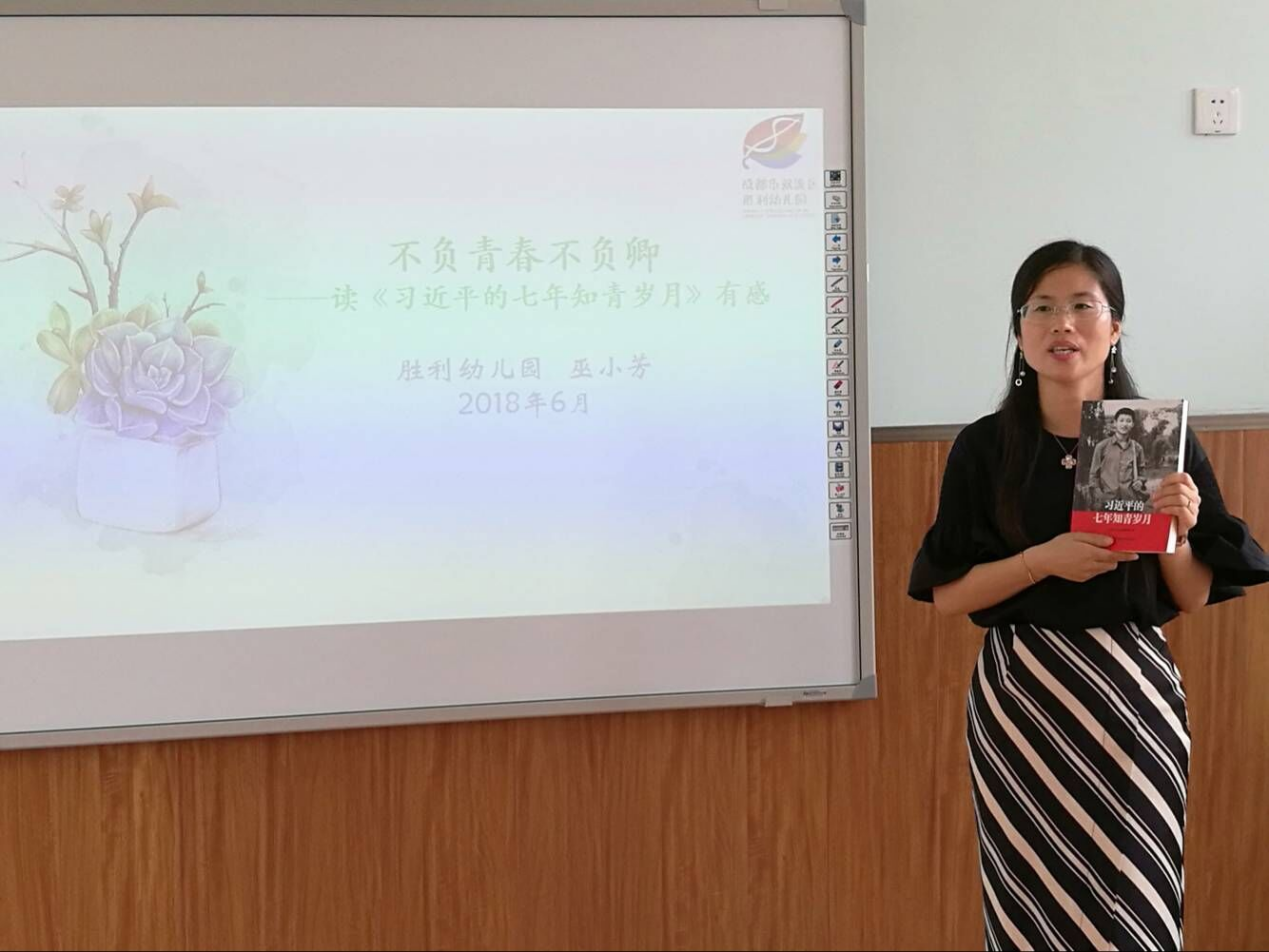 不负青春不负卿
——读《习近平的七年知青岁月》有感
胜利幼儿园 巫小芳
2018年6月
习近平的
七年知青岁月